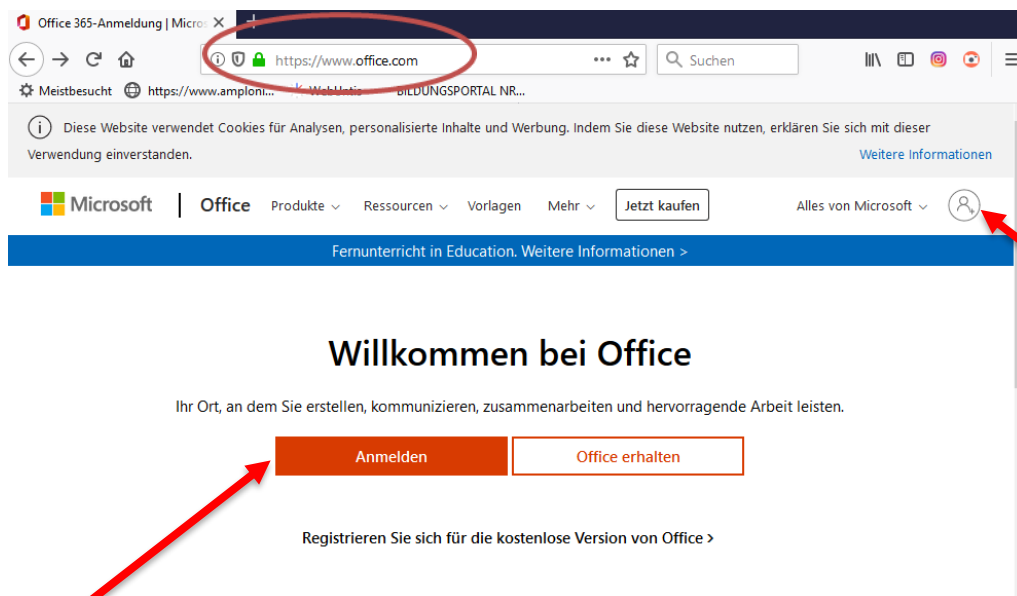 Office 365-Anmeldung | Micro
https://www.office.com
Suchen
Meistbesucht https://www.amploni... WebUntis BILDUNGSPORTAL NR...
Diese Website verwendet Cookies für Analysen, personalisierte Inhalte und Werbung. Indem Sie diese Website nutzen, erklären Sie sich mit dieser
Verwendung einverstanden. Weitere Informationen
Microsoft | Office Produkte Ressourcen Vorlagen Mehr Jetzt kaufen Alles von Microsoft
Fernunterricht in Education. Weitere Informationen >
Willkommen bei Office
Ihr Ort, an dem Sie erstellen, kommunizieren, zusammenarbeiten und hervorragende Arbeit leisten.
Anmelden Office erhalten
Registrieren Sie sich für die kostenlose Version von Office >